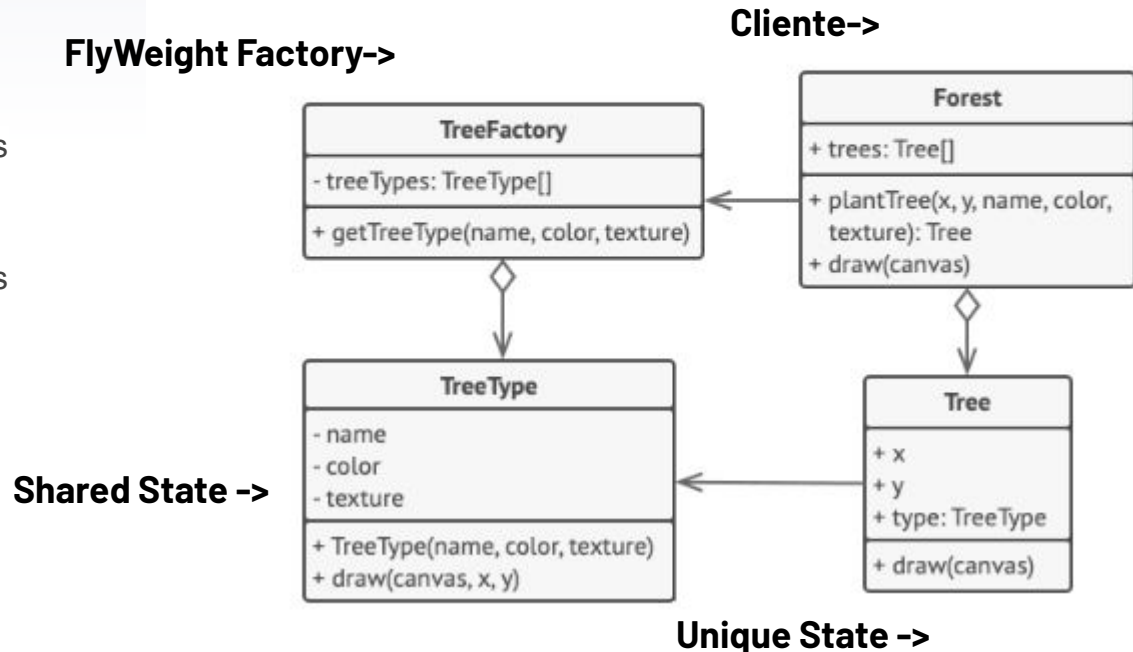 Cliente->
FlyWeight Factory->
s
s
TreeFactory
- treeTypes: TreeType[]
+ getTreeType(name, color, texture)
Forest
+ trees: Tree[]
+ plantTree(x, y, name, color,
texture): Tree
+ draw(canvas)
TreeType
- name
- color
- texture
+ TreeType(name, color, texture)
+ draw(canvas, x, y)
Tree
+ x
+ y
+ type: TreeType
+ draw(canvas)
Shared State ->
Unique State ->